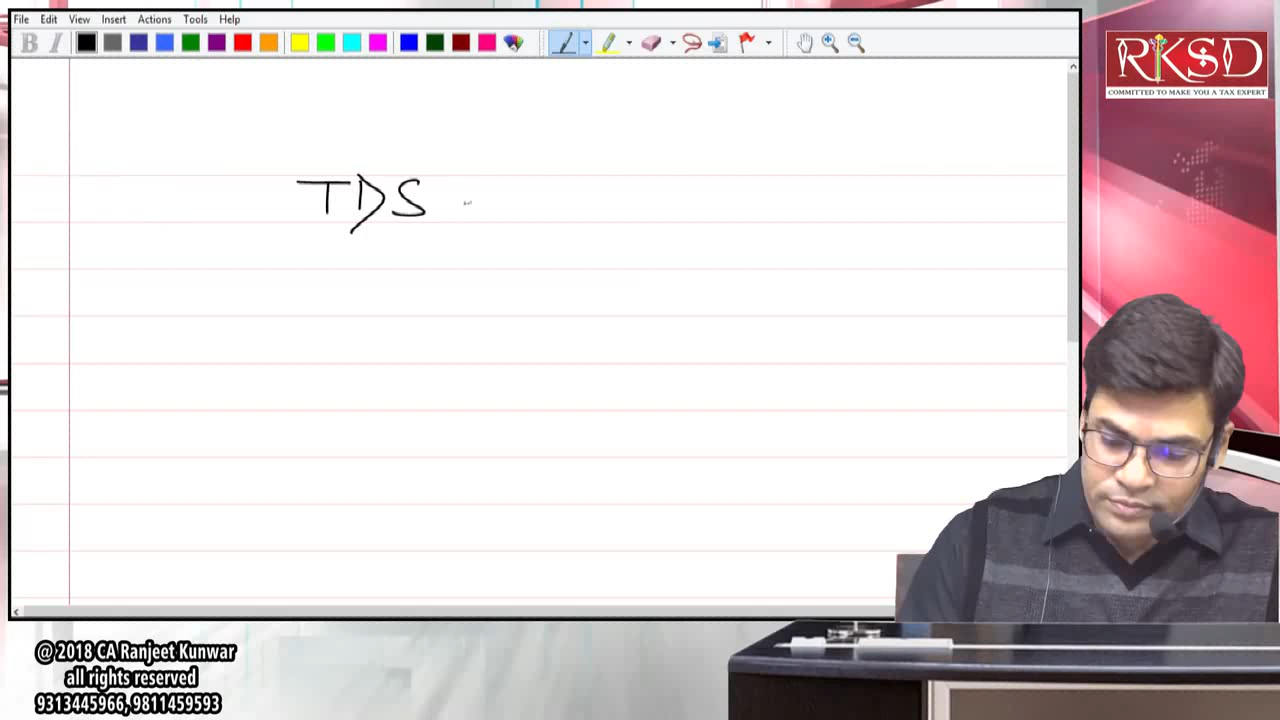 File Edit View Insert Actions Tools Help
B I
RKSD
COMMITTED TO MAKE YOU A TAX EXPERT
TDS
@ 2018 CA Ranjeet Kunwar
all rights reserved
9313445966, 9811459593